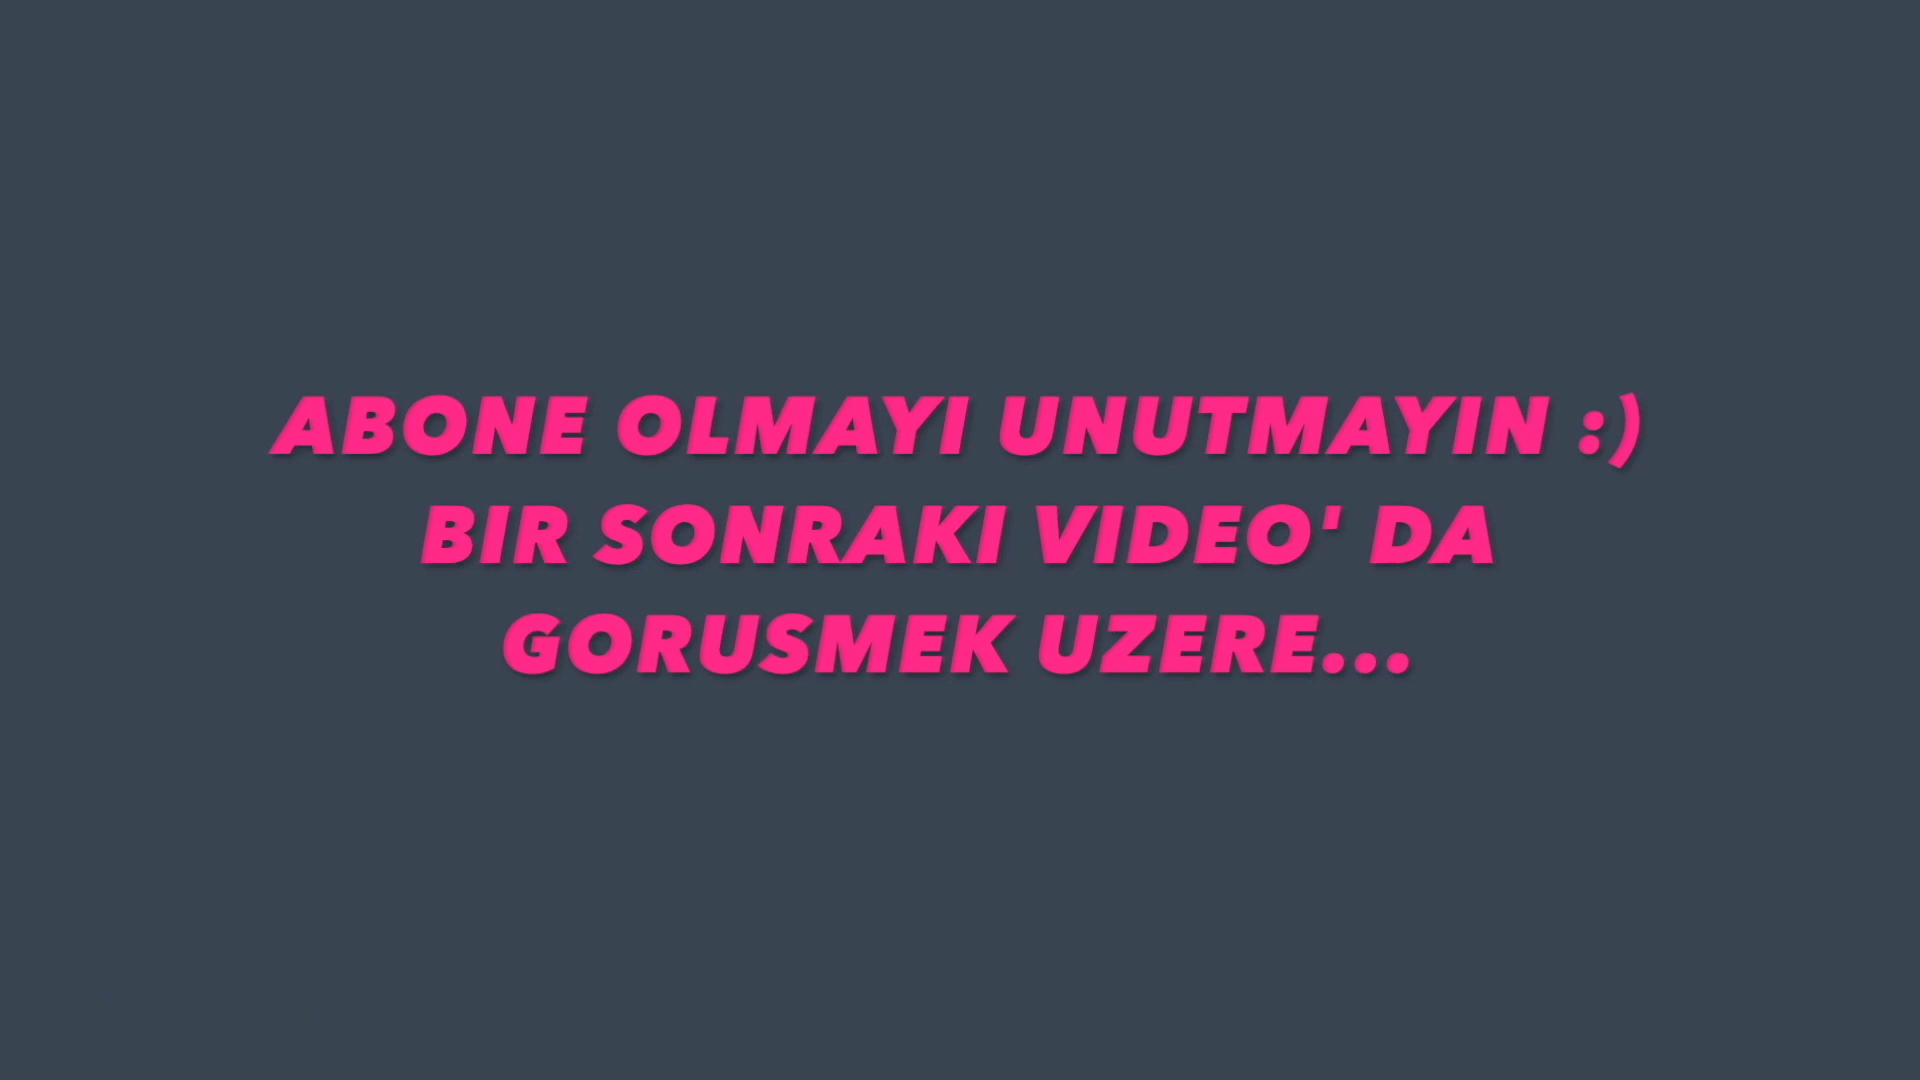 ABONE OLMAYI UNUTMAYIN :)
BIR SONRAKI VIDEO' DA
GORUSMEK UZERE...